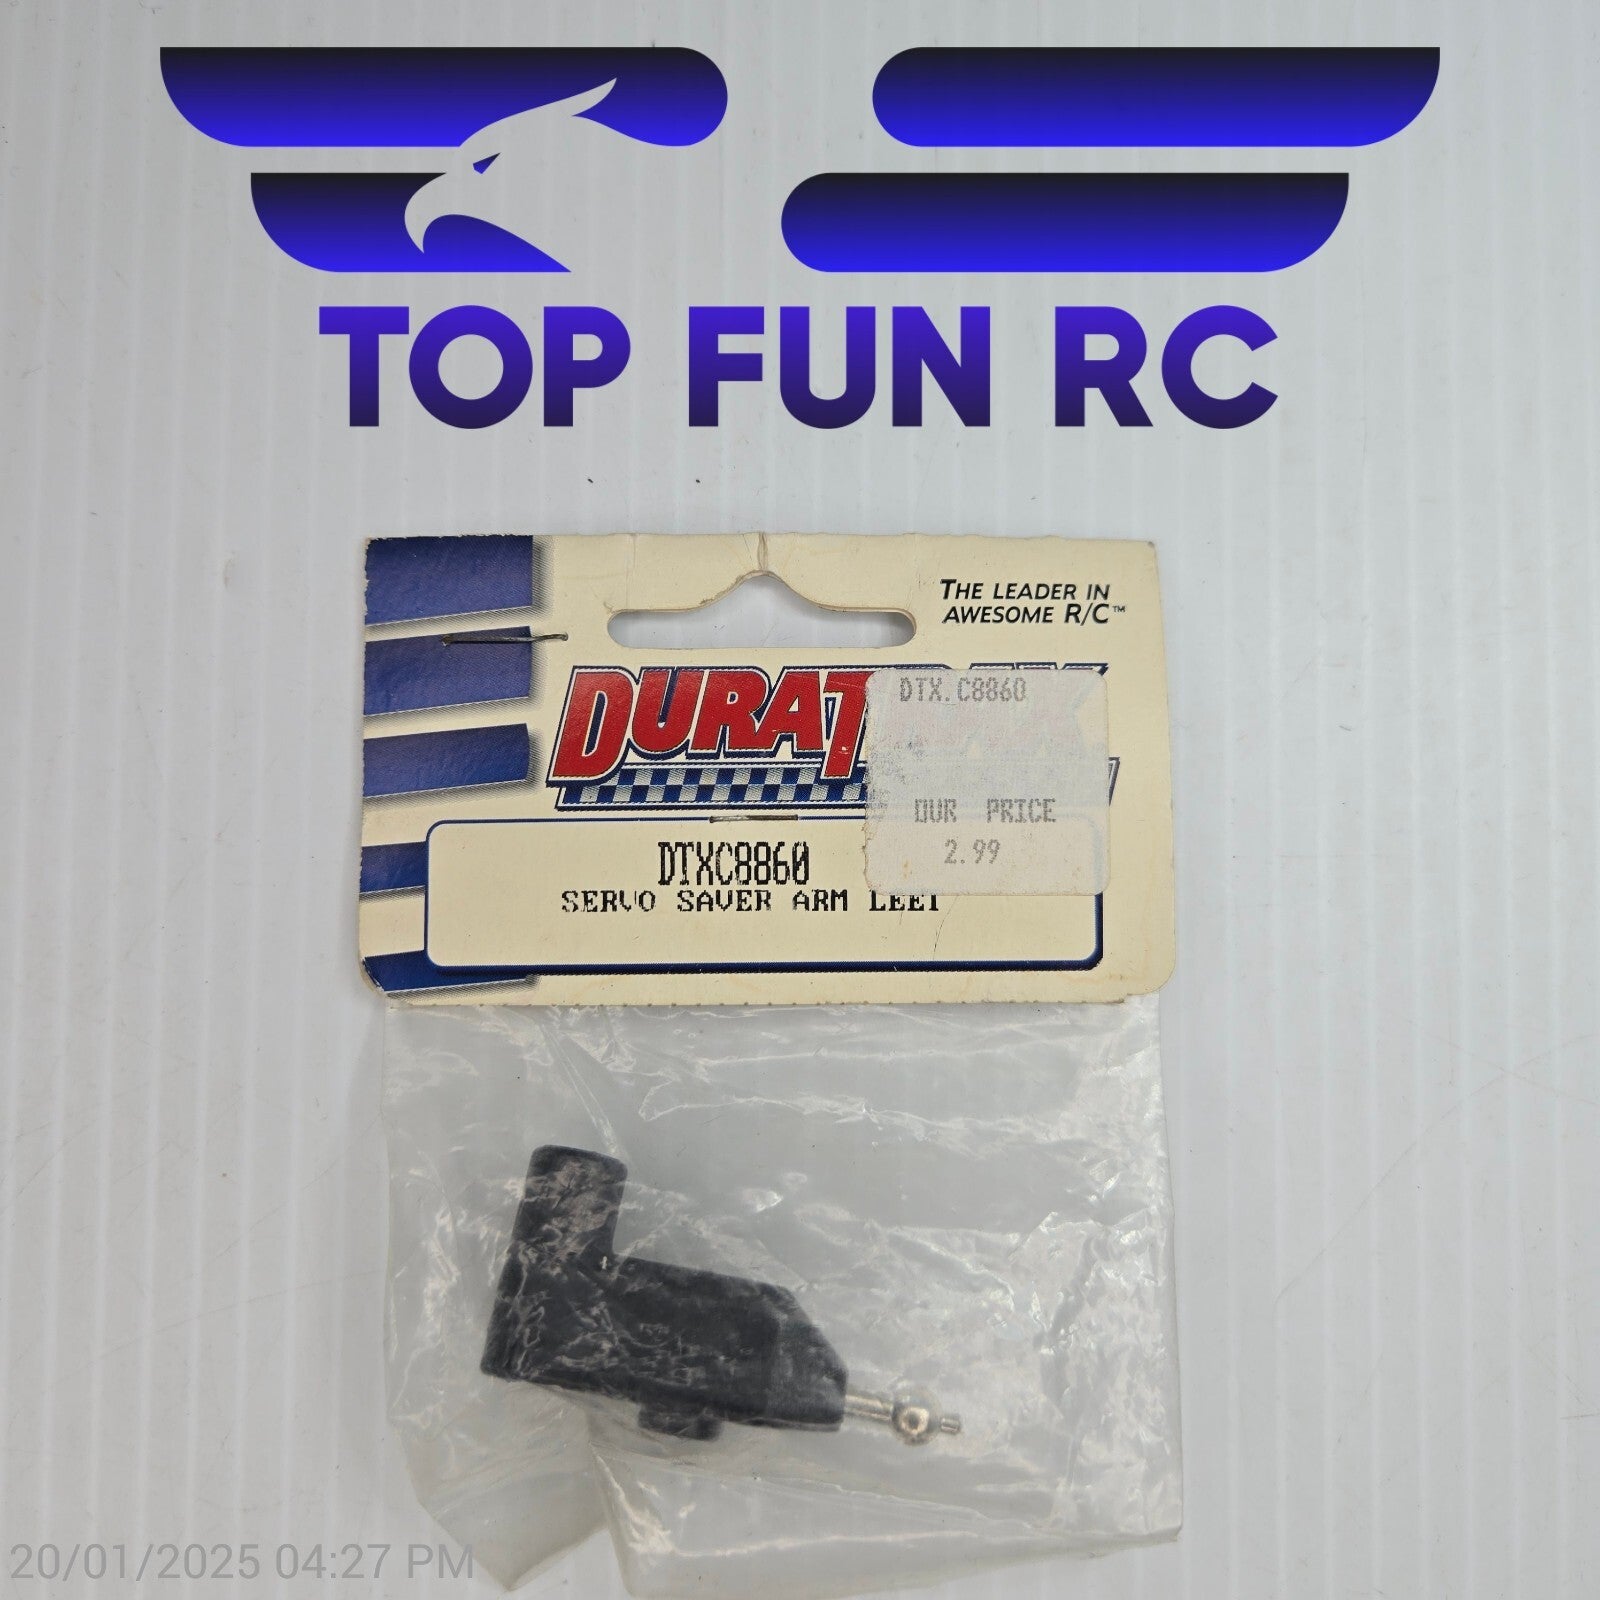 TOP FUN RC
THE LEADER IN
AWESOME R/C™
DURAT
DTX.C8860
OUR PRICE
2.99
DTXC8860
SERVO SAVER ARM LEFT
20/01/2025 04:27 PM